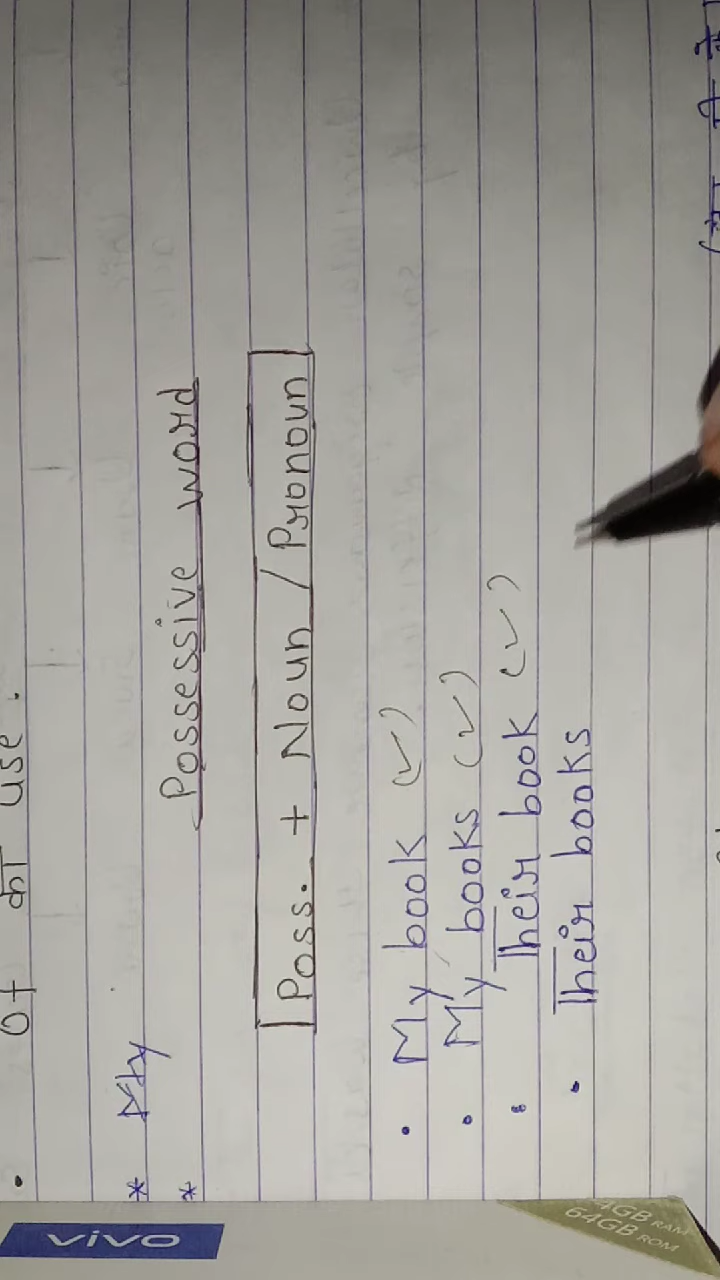 • Of का use.
*
* Possessive word
Poss. + Noun / Pronoun
• My book (✓)
• My books (✓)
• Their book (✓)
• Their books
vivo
4GB RAM
64GB ROM